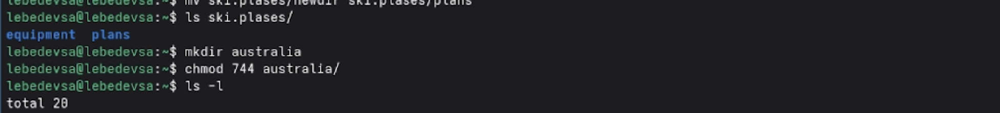 lebedevsa@lebedevsa:~$ mv ski.plases/newdir ski.plases/plans
lebedevsa@lebedevsa:~$ ls ski.plases/
equipment  plans
lebedevsa@lebedevsa:~$ mkdir australia
lebedevsa@lebedevsa:~$ chmod 744 australia/
lebedevsa@lebedevsa:~$ ls -l
total 20